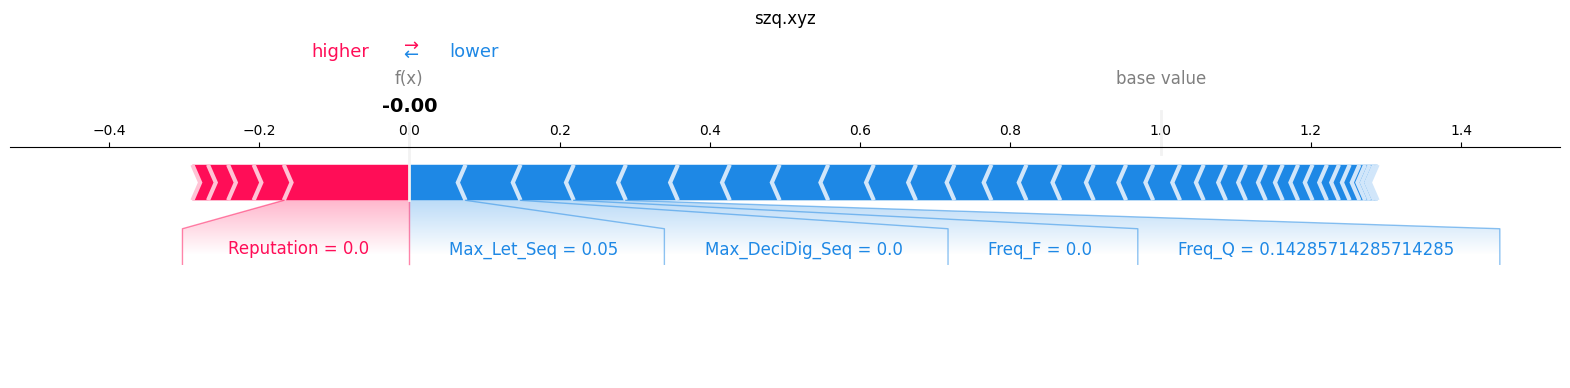 szq.xyz
higher ⇄ lower
f(x) base value
-0.00
−0.4 −0.2 0.0 0.2 0.4 0.6 0.8 1.0 1.2 1.4
Reputation = 0.0 Max_Let_Seq = 0.05 Max_DeciDig_Seq = 0.0 Freq_F = 0.0 Freq_Q = 0.14285714285714285